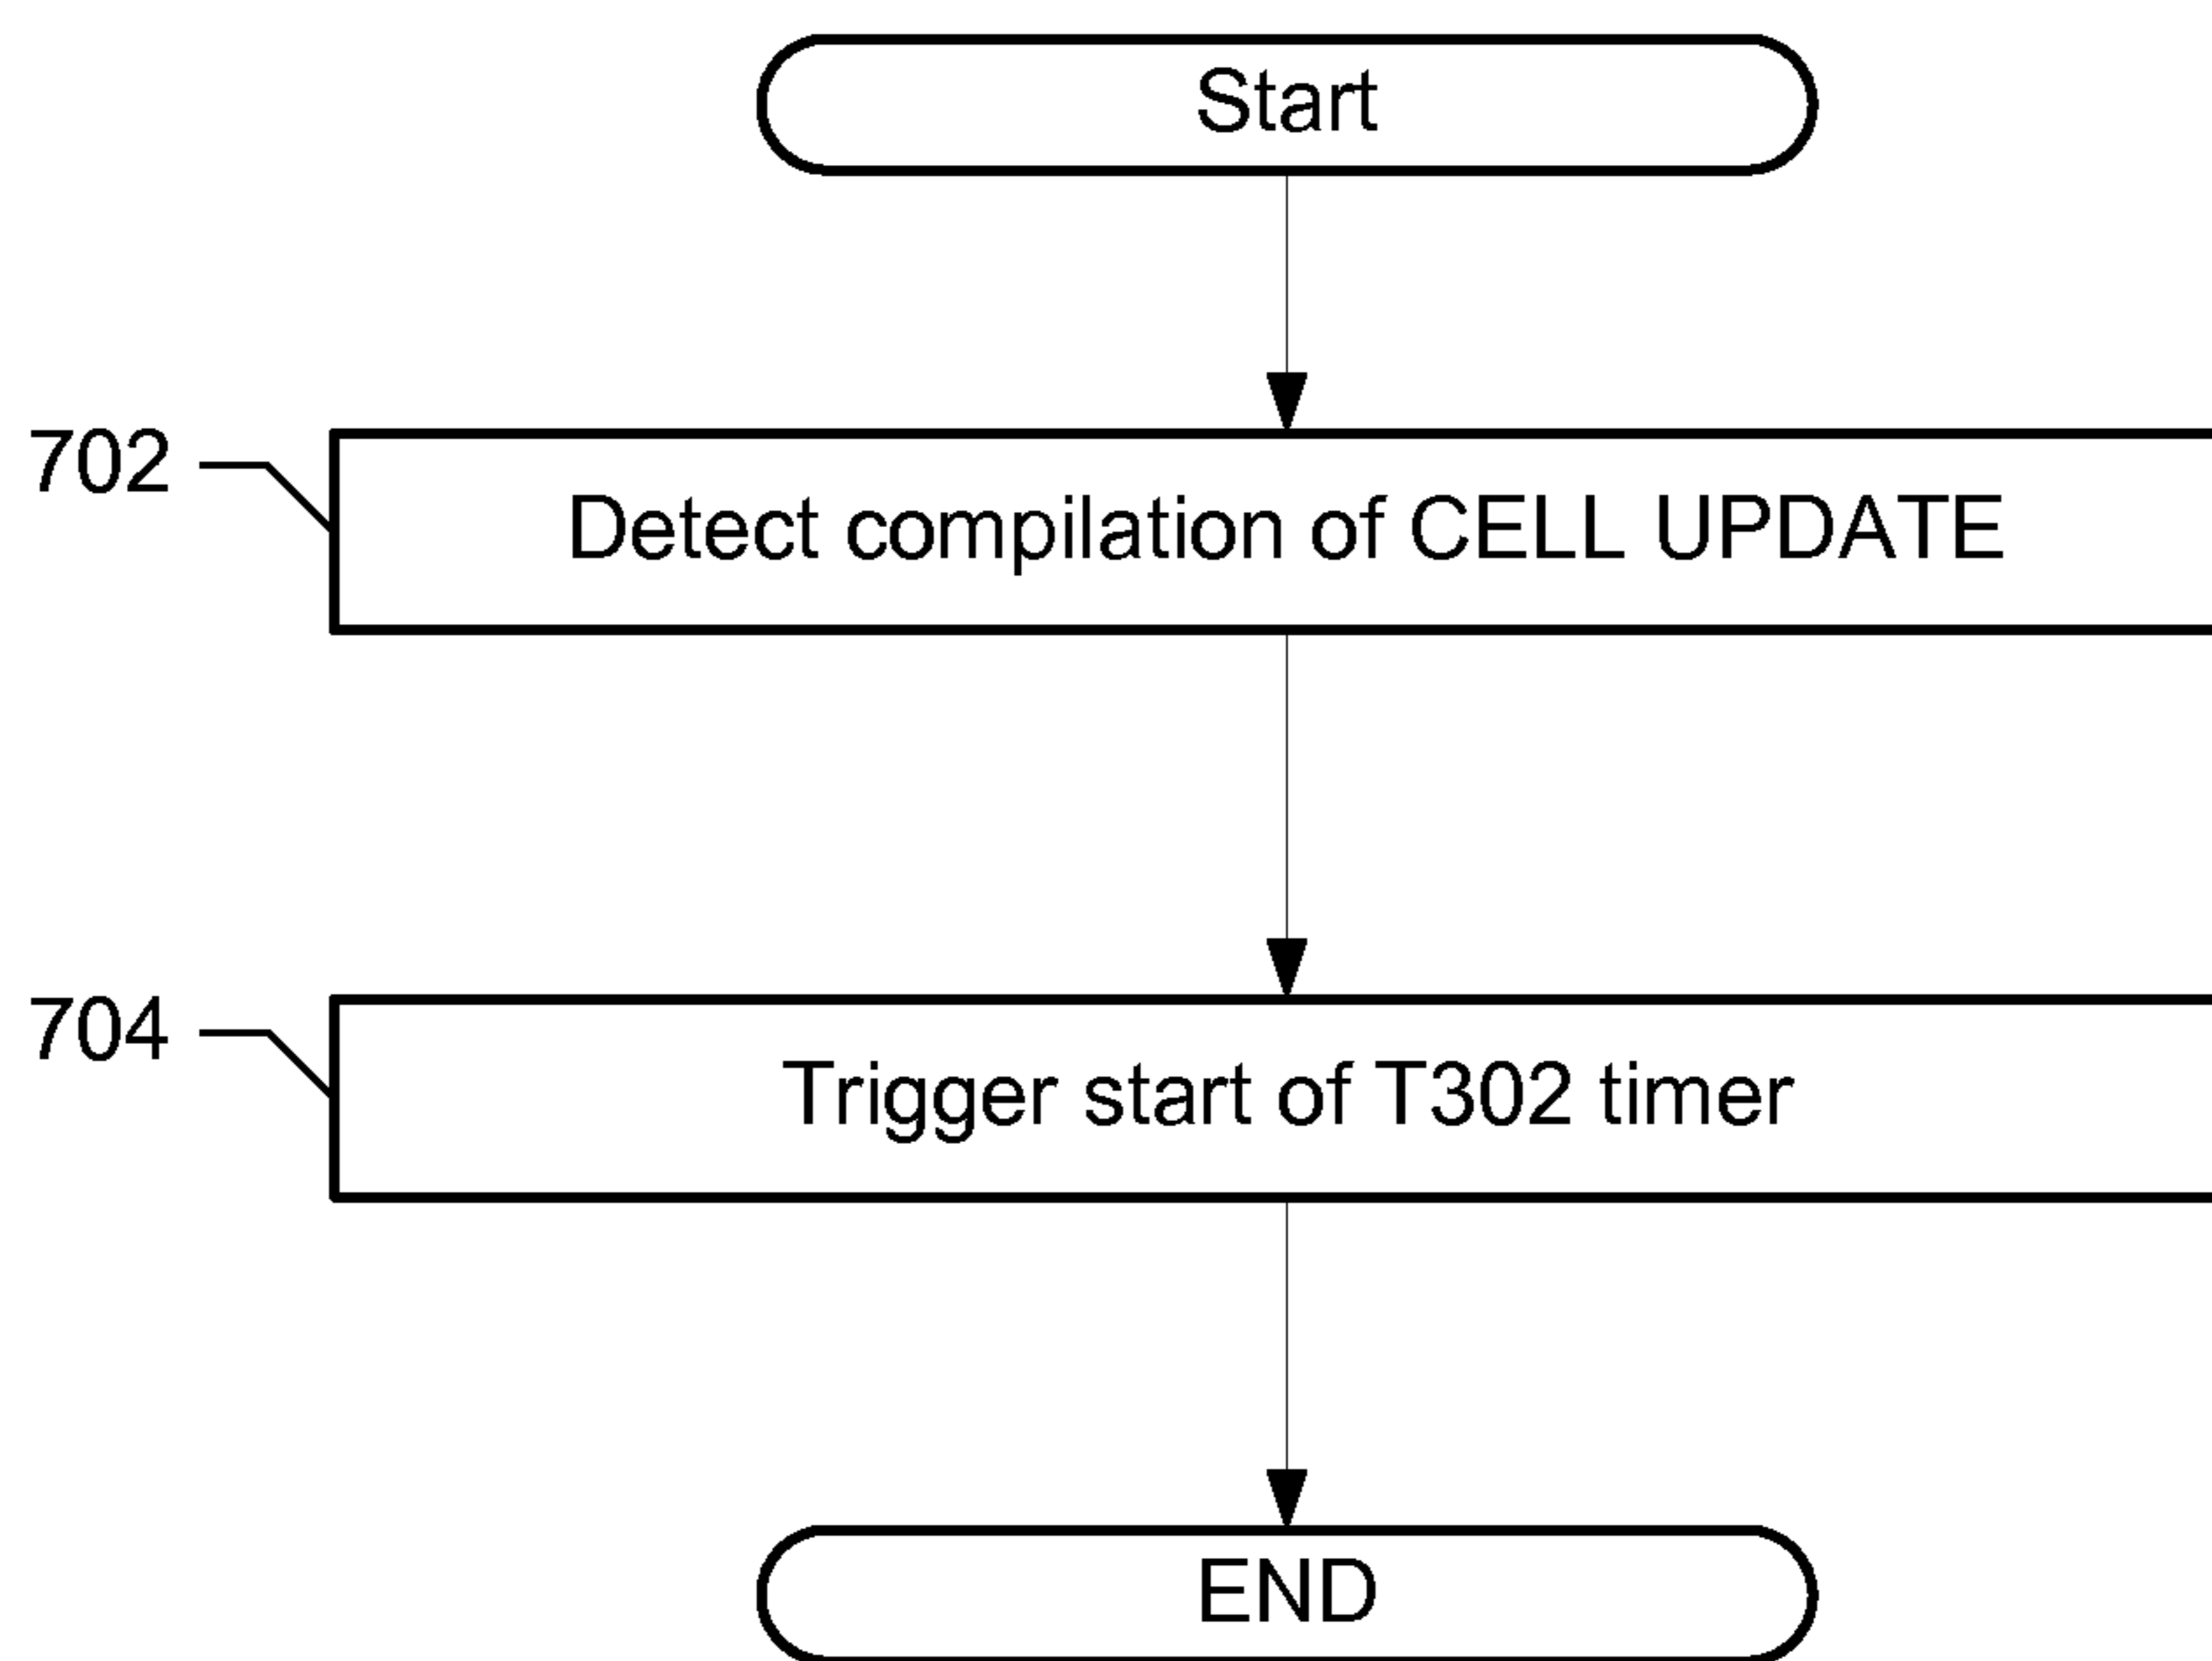 Start
702
Detect compilation of CELL UPDATE
704
Trigger start of T302 timer
END